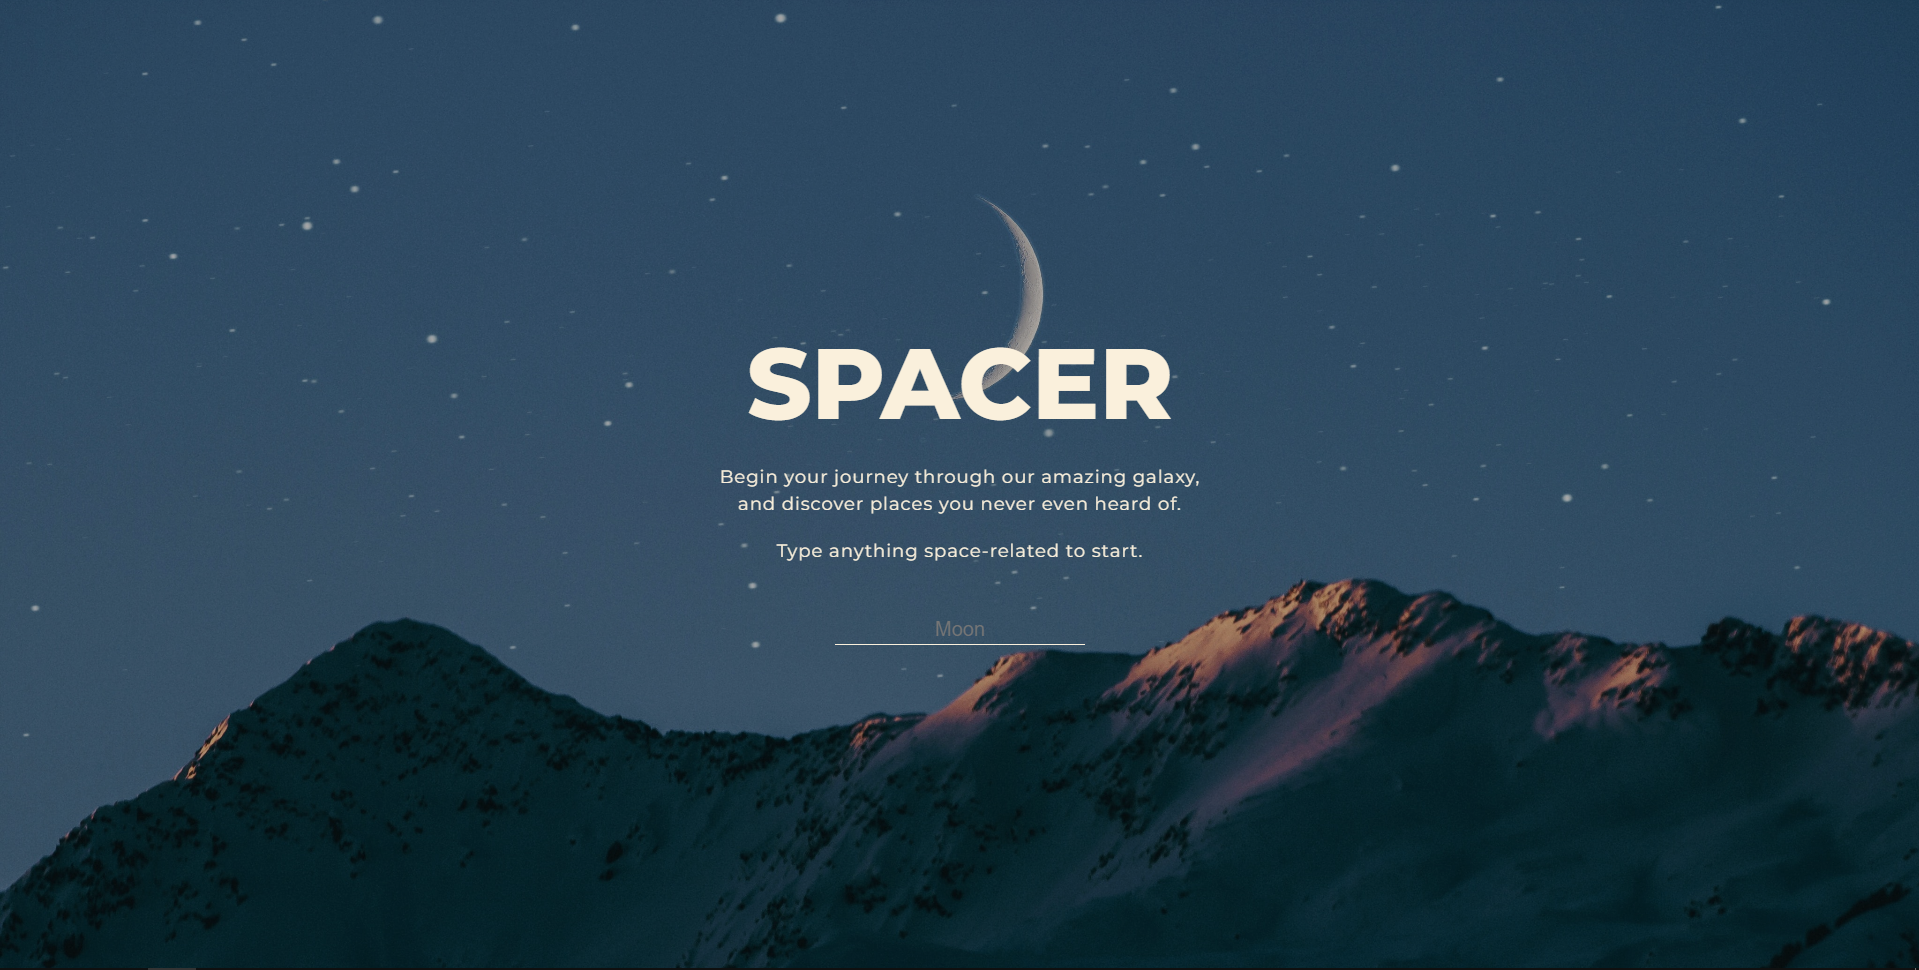 SPACER
Begin your journey through our amazing galaxy,
and discover places you never even heard of.
Type anything space-related to start.
Moon